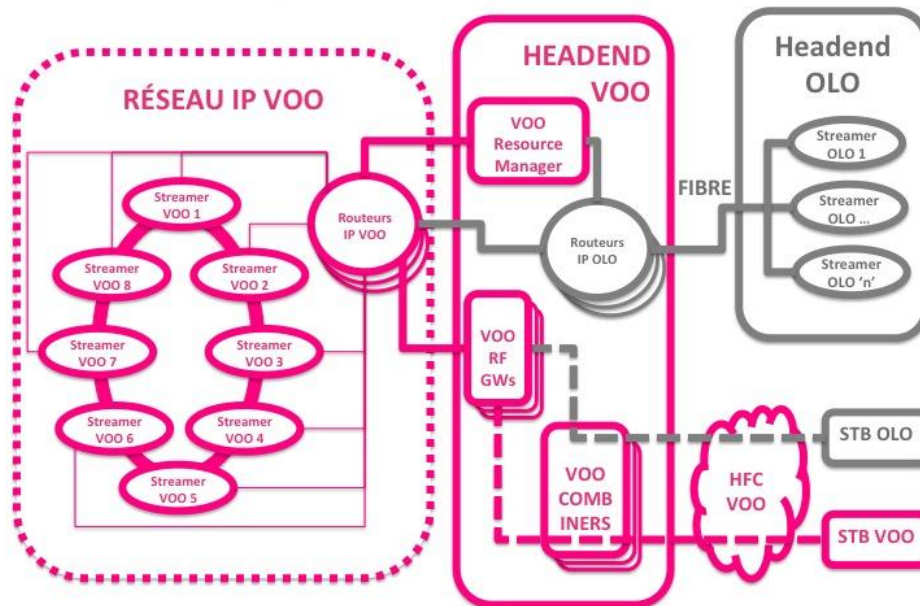 RÉSEAU IP VOO
Streamer
VOO 1
Streamer
VOO 8
Streamer
VOO 2
Streamer
VOO 7
Streamer
VOO 3
Streamer
VOO 6
Streamer
VOO 4
Streamer
VOO 5
Routeurs
IP VOO
HEADEND
VOO
VOO
Resource
Manager
Routeurs
IP OLO
VOO
RF
GWs
VOO
COMB
INERS
FIBRE
Headend
OLO
Streamer
OLO 1
Streamer
OLO ...
Streamer
OLO 'n'
HFC
VOO
STB OLO
STB VOO